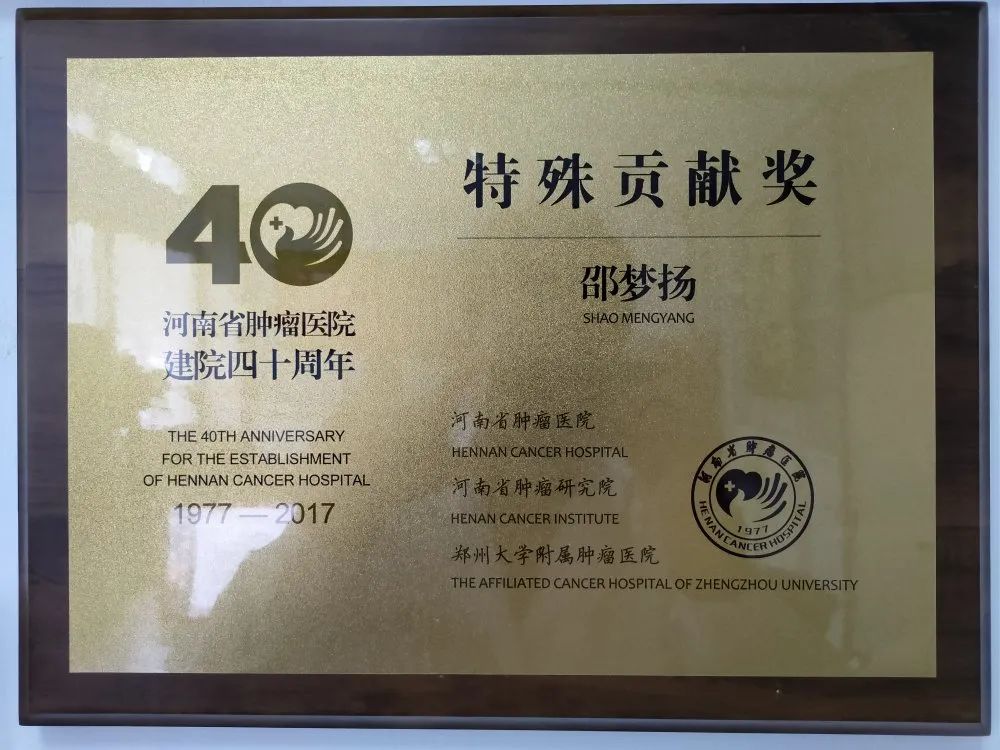 40
河南省肿瘤医院
建院四十周年
THE 40TH ANNIVERSARY
FOR THE ESTABLISHMENT
OF HENNAN CANCER HOSPITAL
1977 — 2017
特殊贡献奖
邵梦扬
SHAO MENGYANG
河南省肿瘤医院
HENNAN CANCER HOSPITAL
河南省肿瘤研究院
HENAN CANCER INSTITUTE
郑州大学附属肿瘤医院
THE AFFILIATED CANCER HOSPITAL OF ZHENGZHOU UNIVERSITY
河南省肿瘤医院
1977
HENAN CANCER HOSPITAL